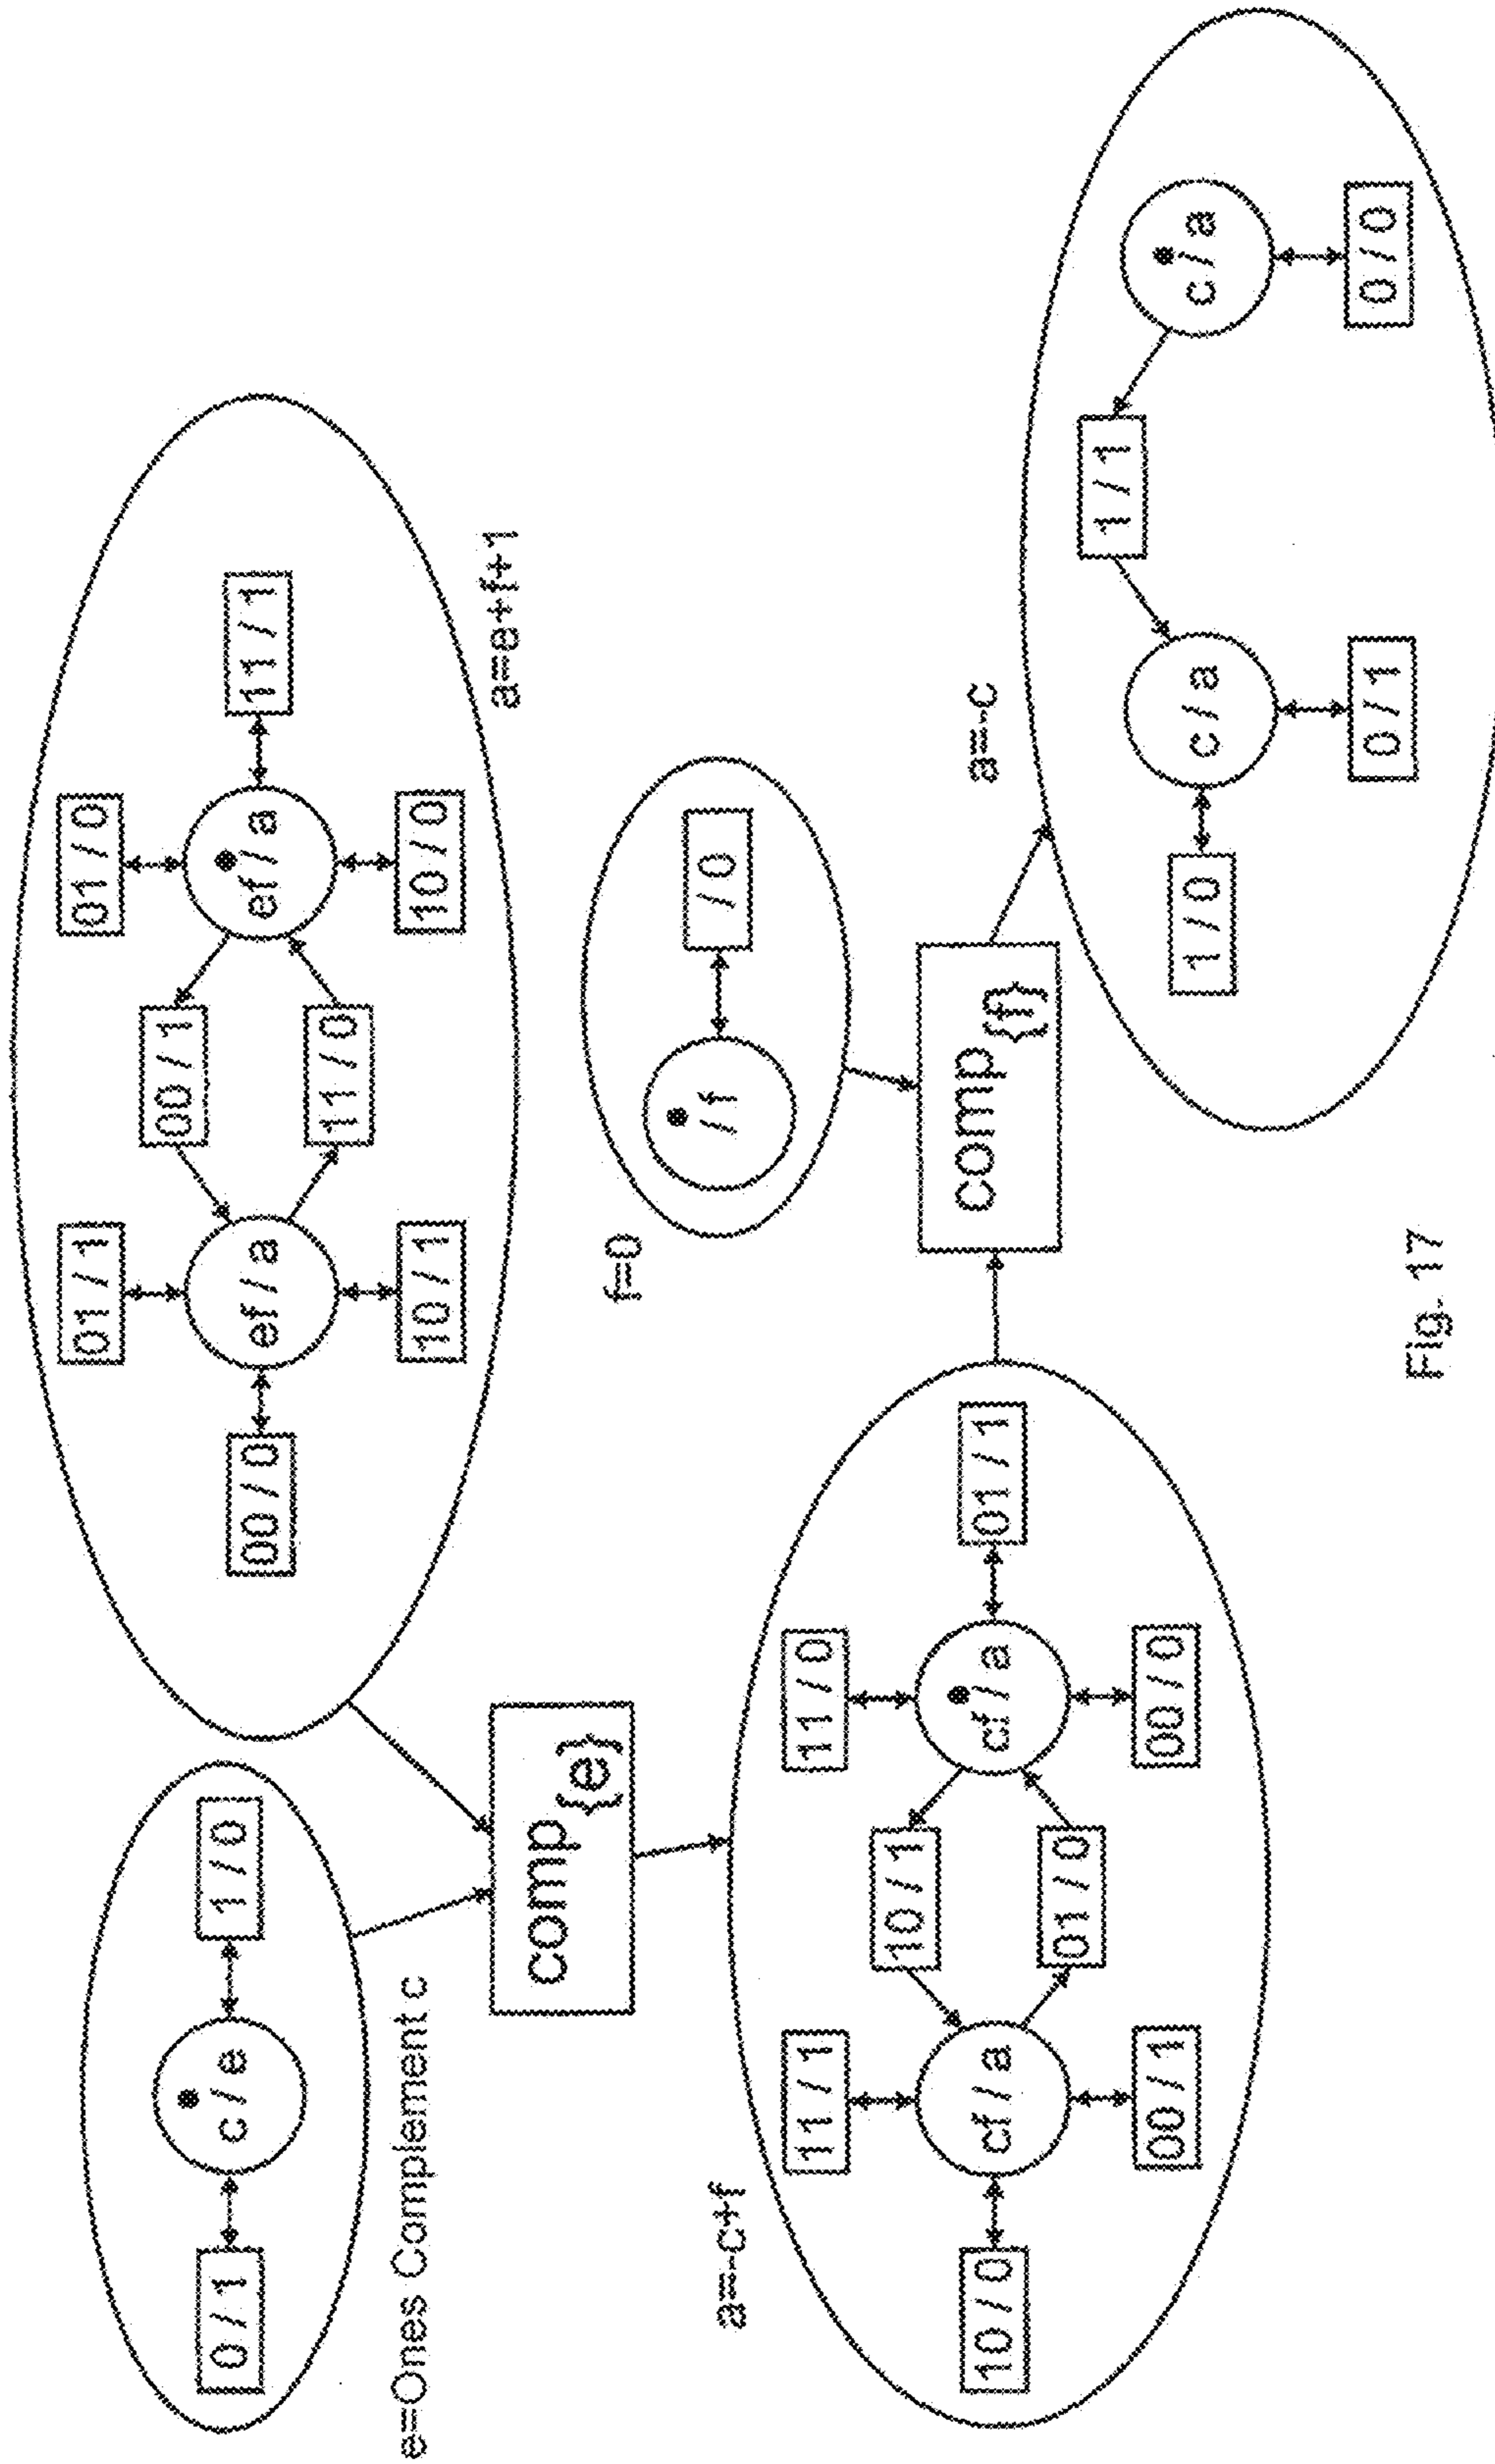 0 / 1
c / e
1 / 0
e=Ones Complement c
01 / 1
01 / 0
00 / 1
00 / 0
ef / a
ef / a
11 / 1
11 / 0
10 / 1
10 / 0
a=e+f+1
comp{e}
f=0
/ f
/ 0
a=-c+f
11 / 1
11 / 0
10 / 1
10 / 0
cf / a
cf / a
01 / 1
01 / 0
00 / 1
00 / 0
comp{f}
a=-c
1 / 1
1 / 0
c / a
c / a
0 / 1
0 / 0
Fig. 17